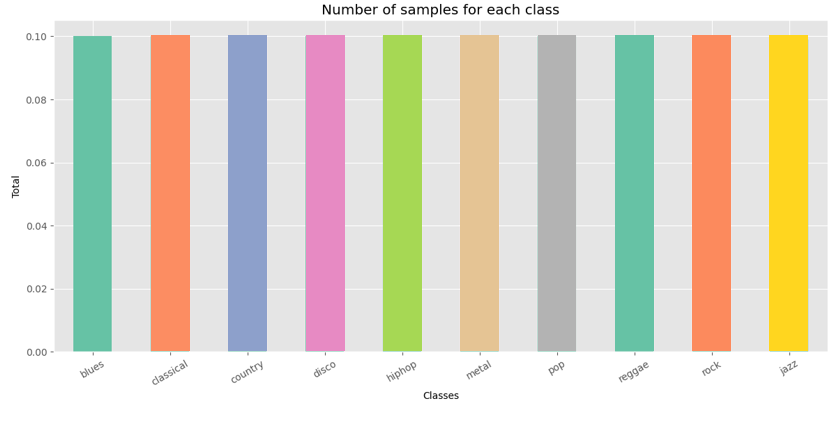 Number of samples for each class
Total
0.10
0.08
0.06
0.04
0.02
0.00
blues classical country disco hiphop metal pop reggae rock jazz
Classes